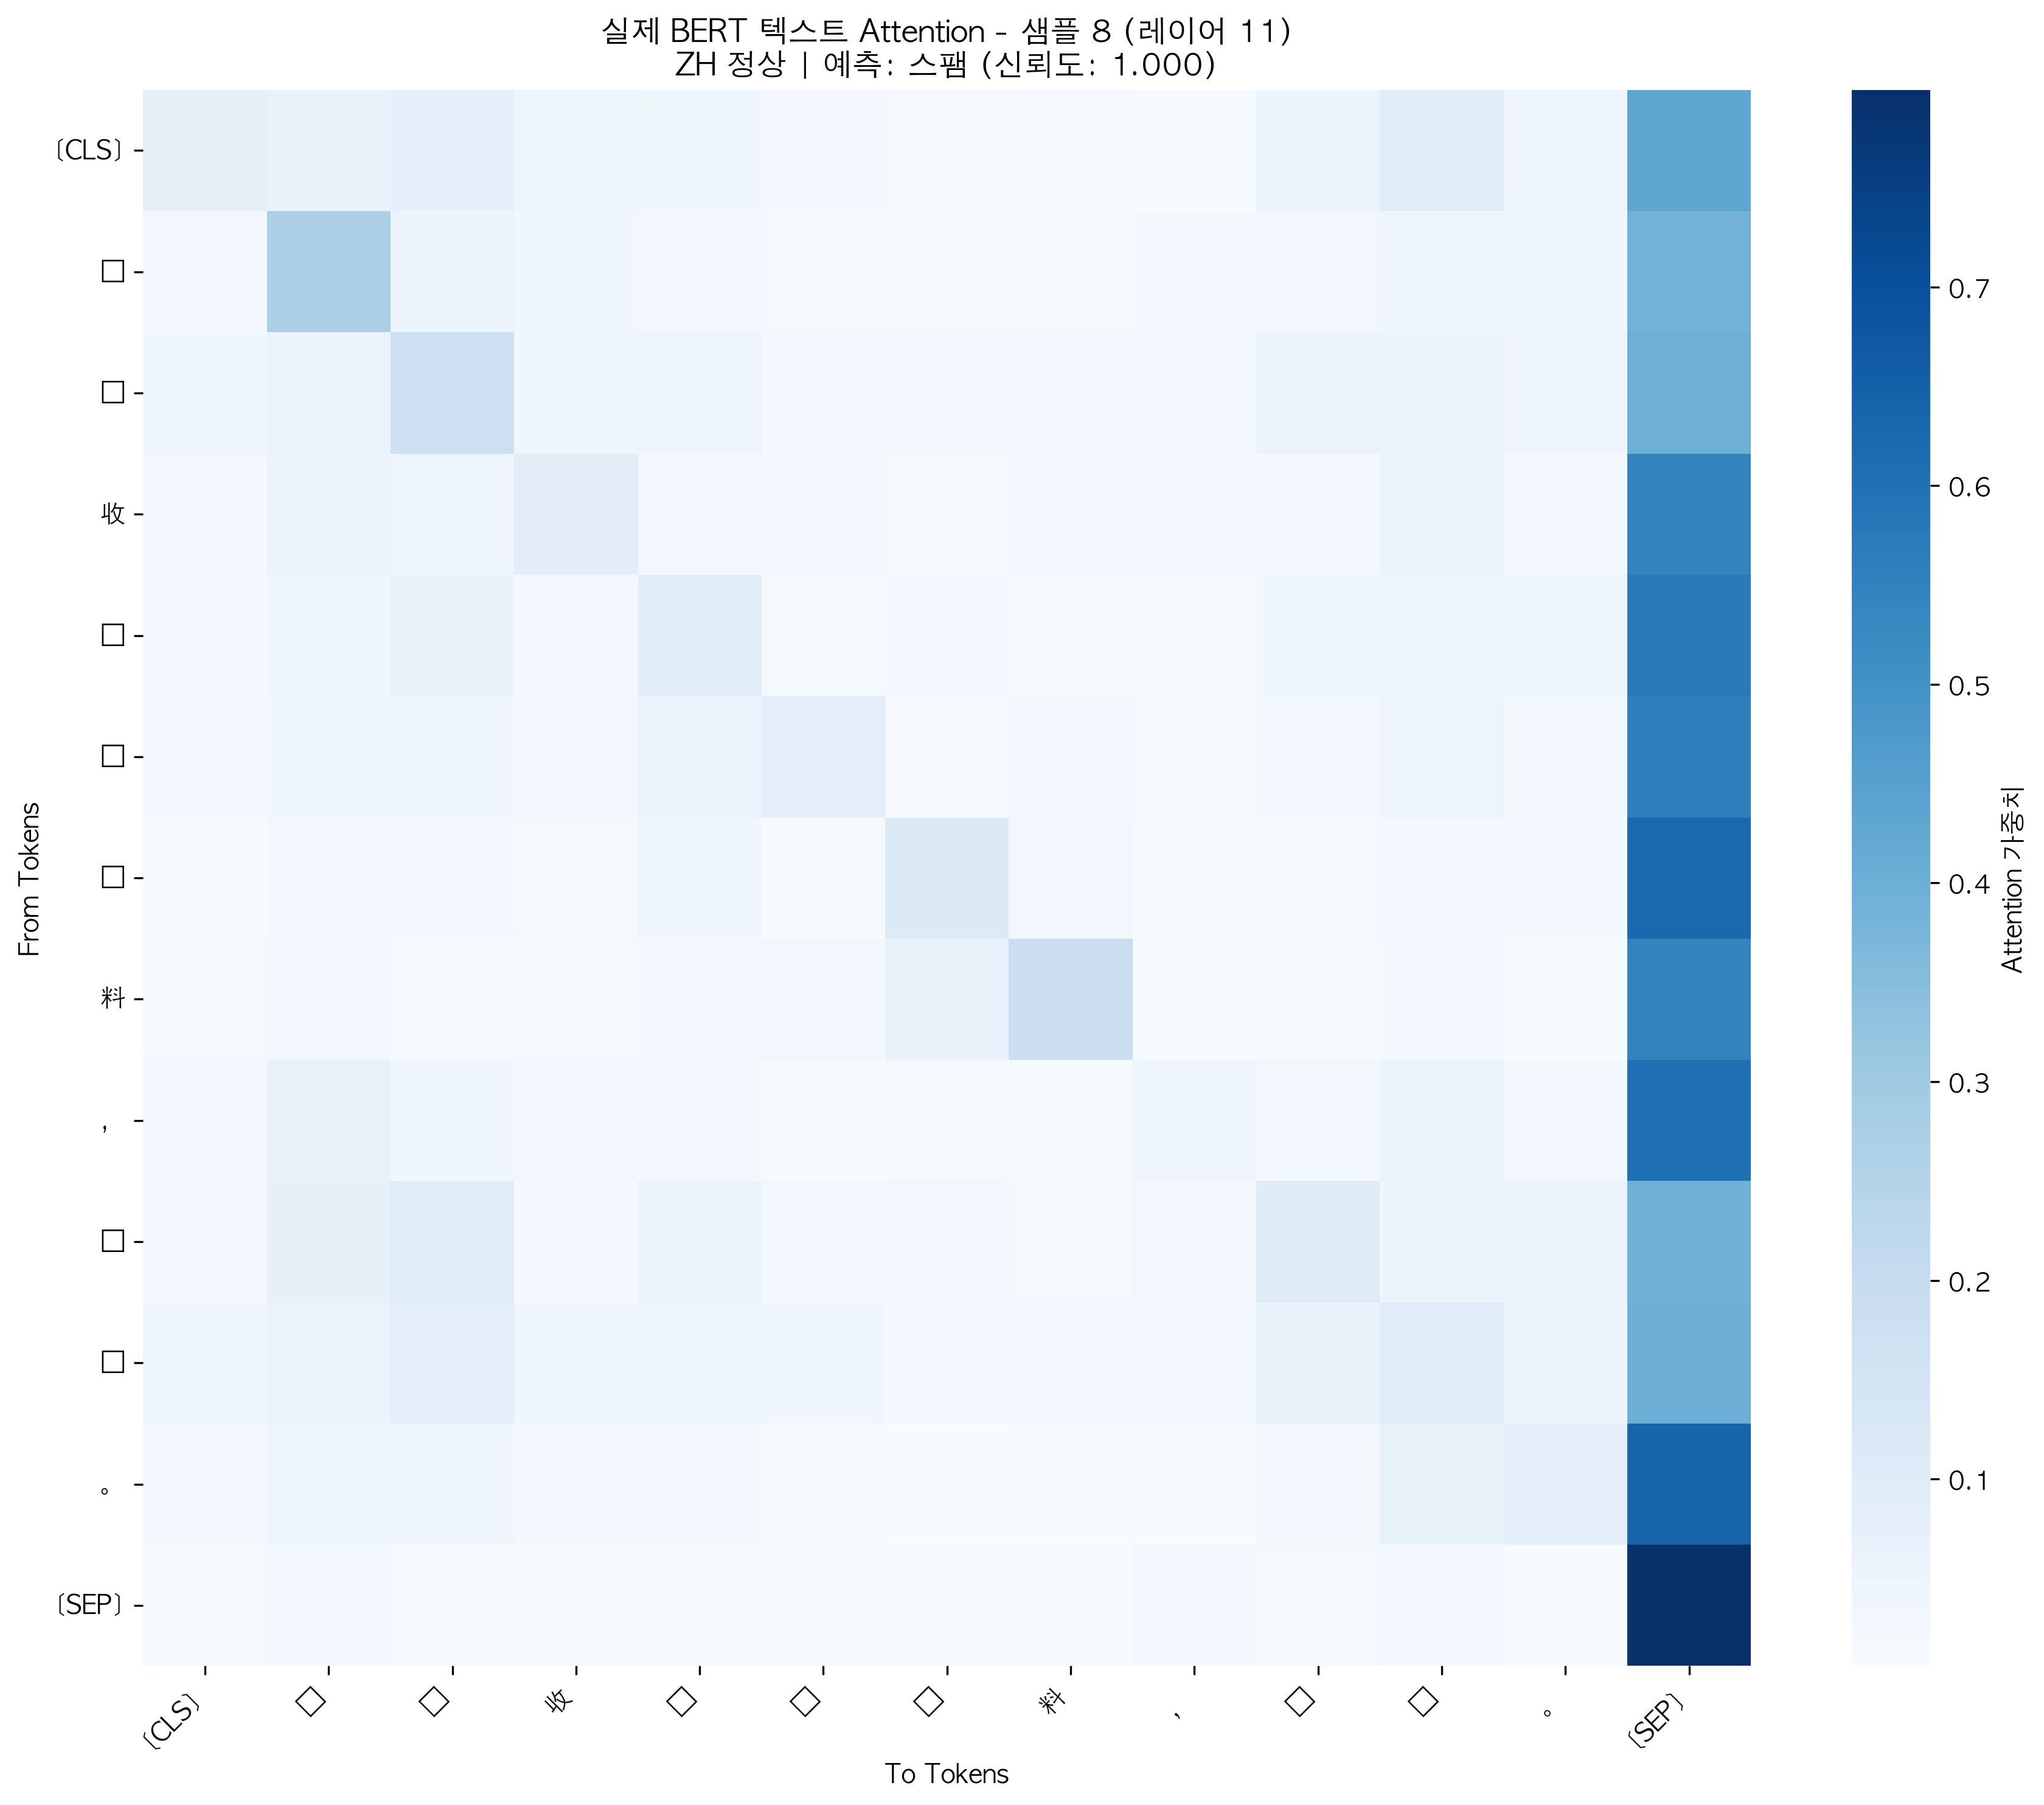 실제 BERT 텍스트 Attention - 샘플 8 (레이어 11)
ZH 정상 | 예측: 스팸 (신뢰도: 1.000)
From Tokens
[CLS]
□
□
收
□
□
□
料
,
□
□
。
[SEP]
[CLS] □ □ 收 □ □ □ 料 , □ □ 。 [SEP]
To Tokens
0.7
0.6
0.5
0.4
0.3
0.2
0.1
Attention 가중치